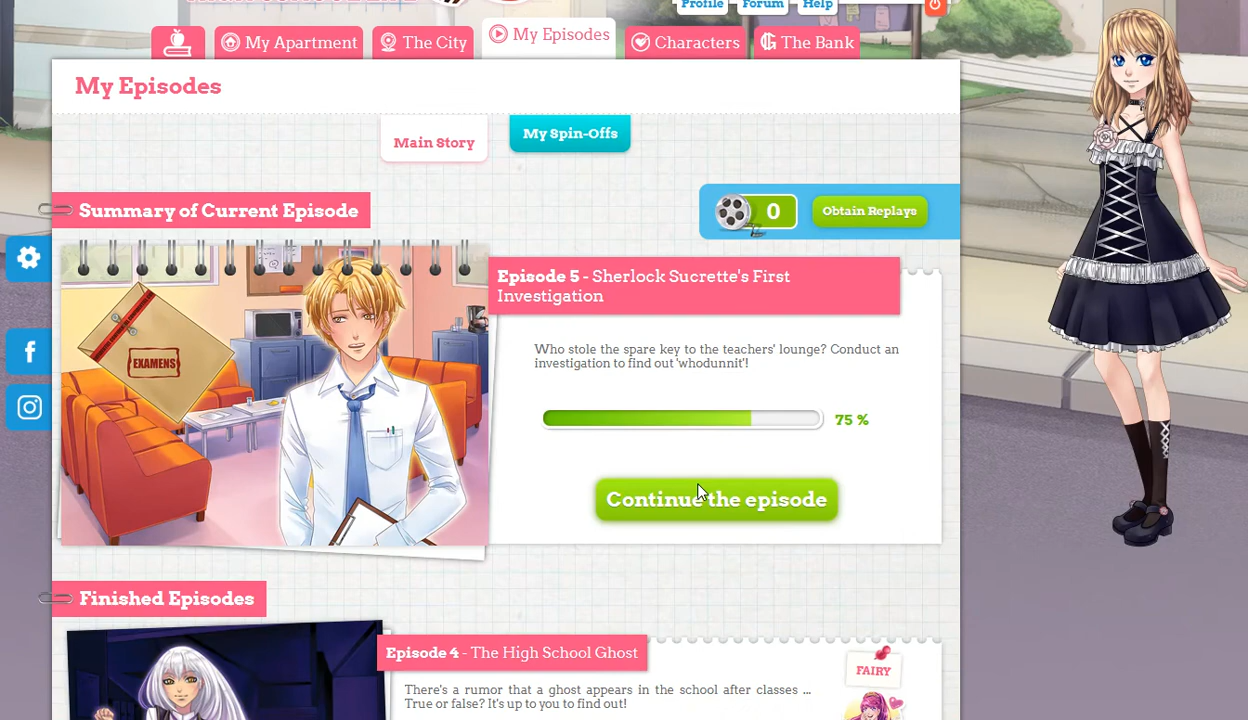 Profile Forum Help
My Apartment The City My Episodes Characters The Bank
My Episodes
Main Story My Spin-Offs
Summary of Current Episode
0 Obtain Replays
EXAMENS
Episode 5 - Sherlock Sucrette's First
Investigation
Who stole the spare key to the teachers' lounge? Conduct an
investigation to find out 'whodunnit'!
75 %
Continue the episode
Finished Episodes
Episode 4 - The High School Ghost
FAIRY
There's a rumor that a ghost appears in the school after classes ...
True or false? It's up to you to find out!